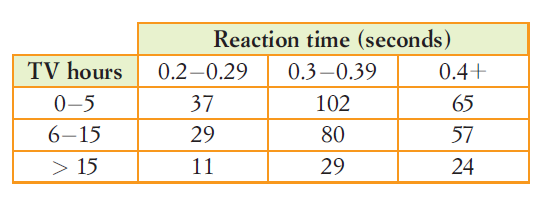 Reaction time (seconds)
TV hours 0.2–0.29 0.3–0.39 0.4+
0–5 37 102 65
6–15 29 80 57
> 15 11 29 24